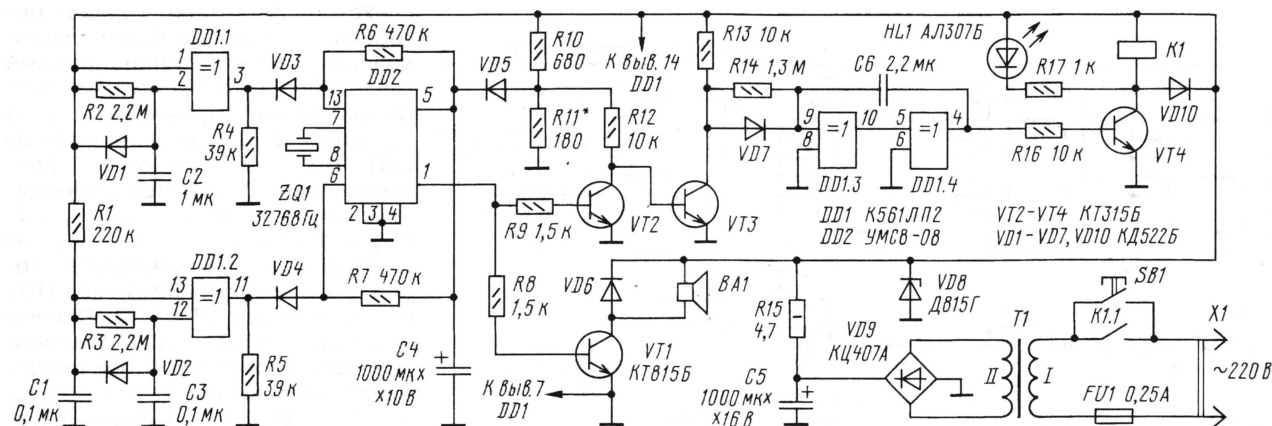 DD1.1
1
2
3
=1
R2 2,2М
VD1
C2
1 мк
R1
220 к
VD3
R4
39 к
R6 470 к
DD2
13
7
8
6
5
1
2
3
4
ZQ1
32768 Гц
DD1.2
13
12
11
=1
R3 2,2М
VD2
C1
0,1 мк
C3
0,1 мк
VD4
R5
39 к
R7 470 к
C4
+
1000 мк×
×10 В
VD5
R10
680
R11*
180
R12
10 к
К выв. 14
DD1
R9 1,5 к
VT2
VT3
R8
1,5 к
VD6
VT1
КТ815Б
К выв. 7
DD1
BA1
R13 10 к
R14 1,3 М
VD7
C6 2,2 мк
9
8
10
=1
DD1.3
5
6
4
=1
DD1.4
HL1 АЛ307Б
R17 1 к
K1
R16 10 к
VT4
VD10
DD1 К561ЛП2
DD2 УМС8-08
VT2-VT4 КТ315Б
VD1-VD7, VD10 КД522Б
R15
4,7
C5
+
1000 мк×
×16 В
VD9
КЦ407А
VD8
Д815Г
T1
II
I
SB1
K1.1
FU1 0,25А
X1
~220 В